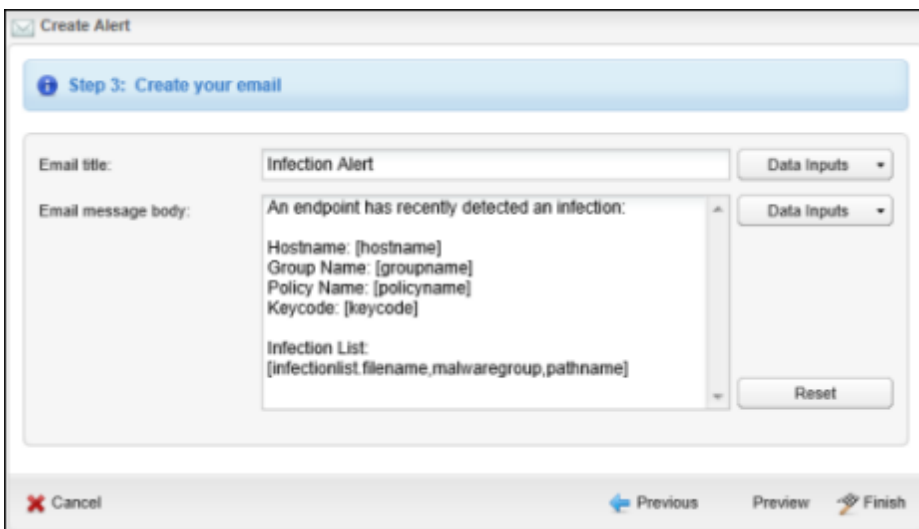 Create Alert
Step 3: Create your email
Email title:
Infection Alert
Data Inputs
Email message body:
An endpoint has recently detected an infection:
Data Inputs
Hostname: [hostname]
Group Name: [groupname]
Policy Name: [policyname]
Keycode: [keycode]
Infection List:
[infectionlist.filename,malwaregroup,pathname]
Reset
Cancel
Previous
Preview
Finish